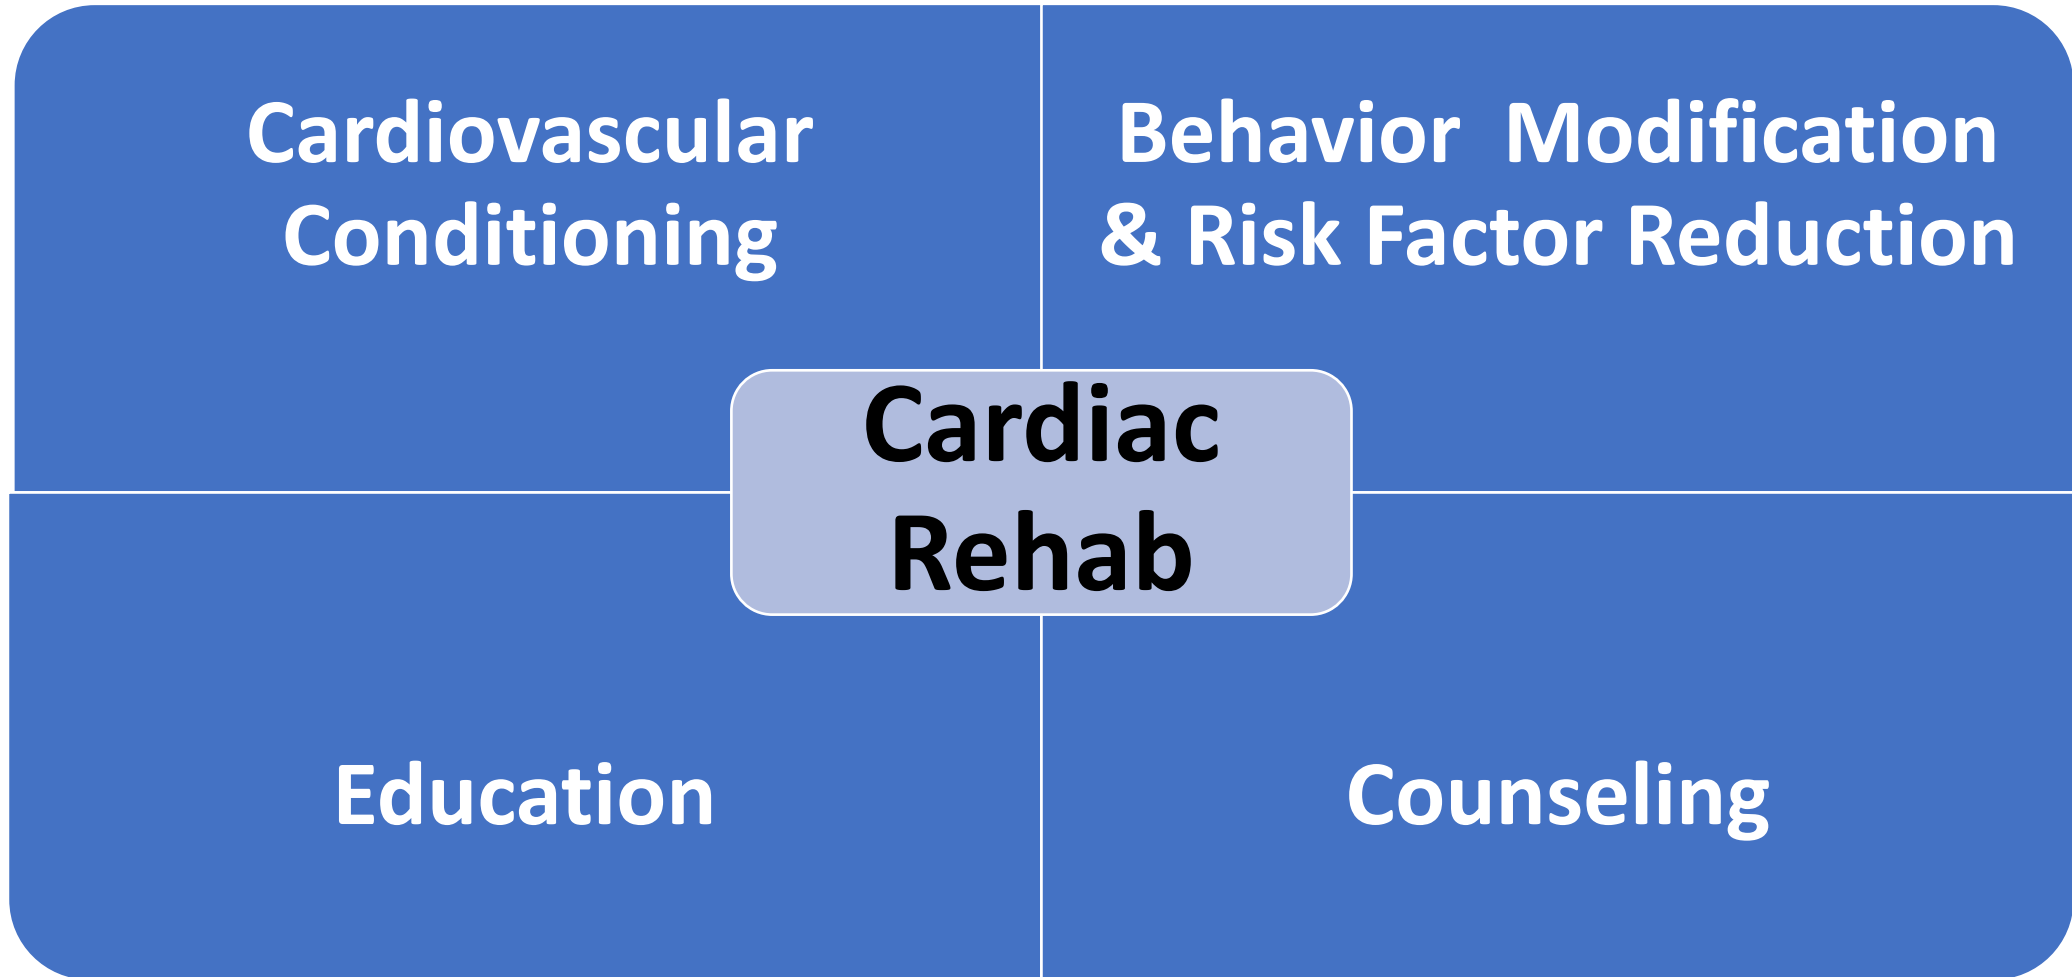 Cardiovascular
Conditioning
Behavior  Modification
& Risk Factor Reduction
Cardiac
Rehab
Education
Counseling